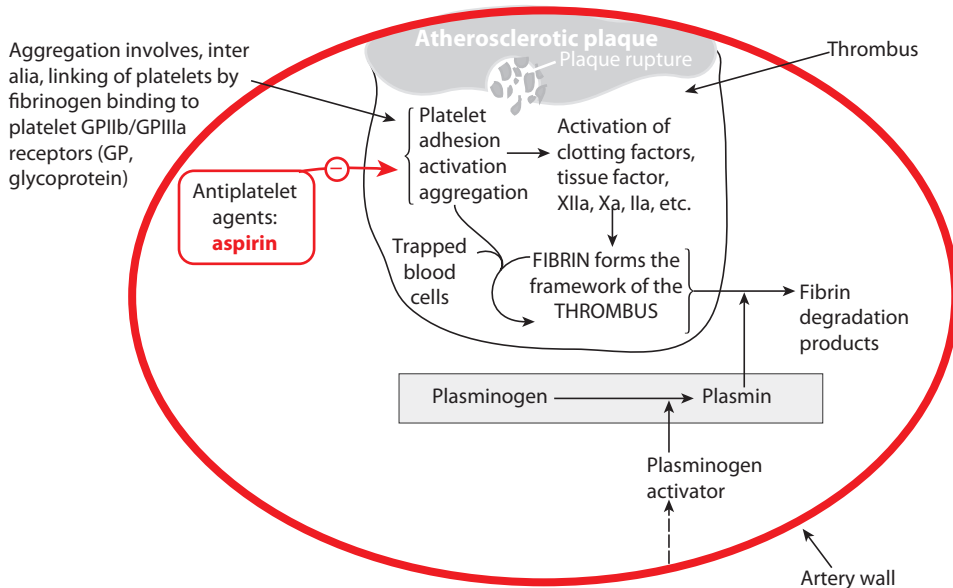 Aggregation involves, inter
alia, linking of platelets by
fibrinogen binding to
platelet GPIIb/GPIIIa
receptors (GP,
glycoprotein)
Atherosclerotic plaque
Plaque rupture
Thrombus
Platelet
adhesion
activation
aggregation
Activation of
clotting factors,
tissue factor,
XIIa, Xa, IIa, etc.
−
Antiplatelet
agents:
aspirin
Trapped
blood
cells
FIBRIN forms the
framework of the
THROMBUS
Fibrin
degradation
products
Plasminogen
Plasmin
Plasminogen
activator
Artery wall